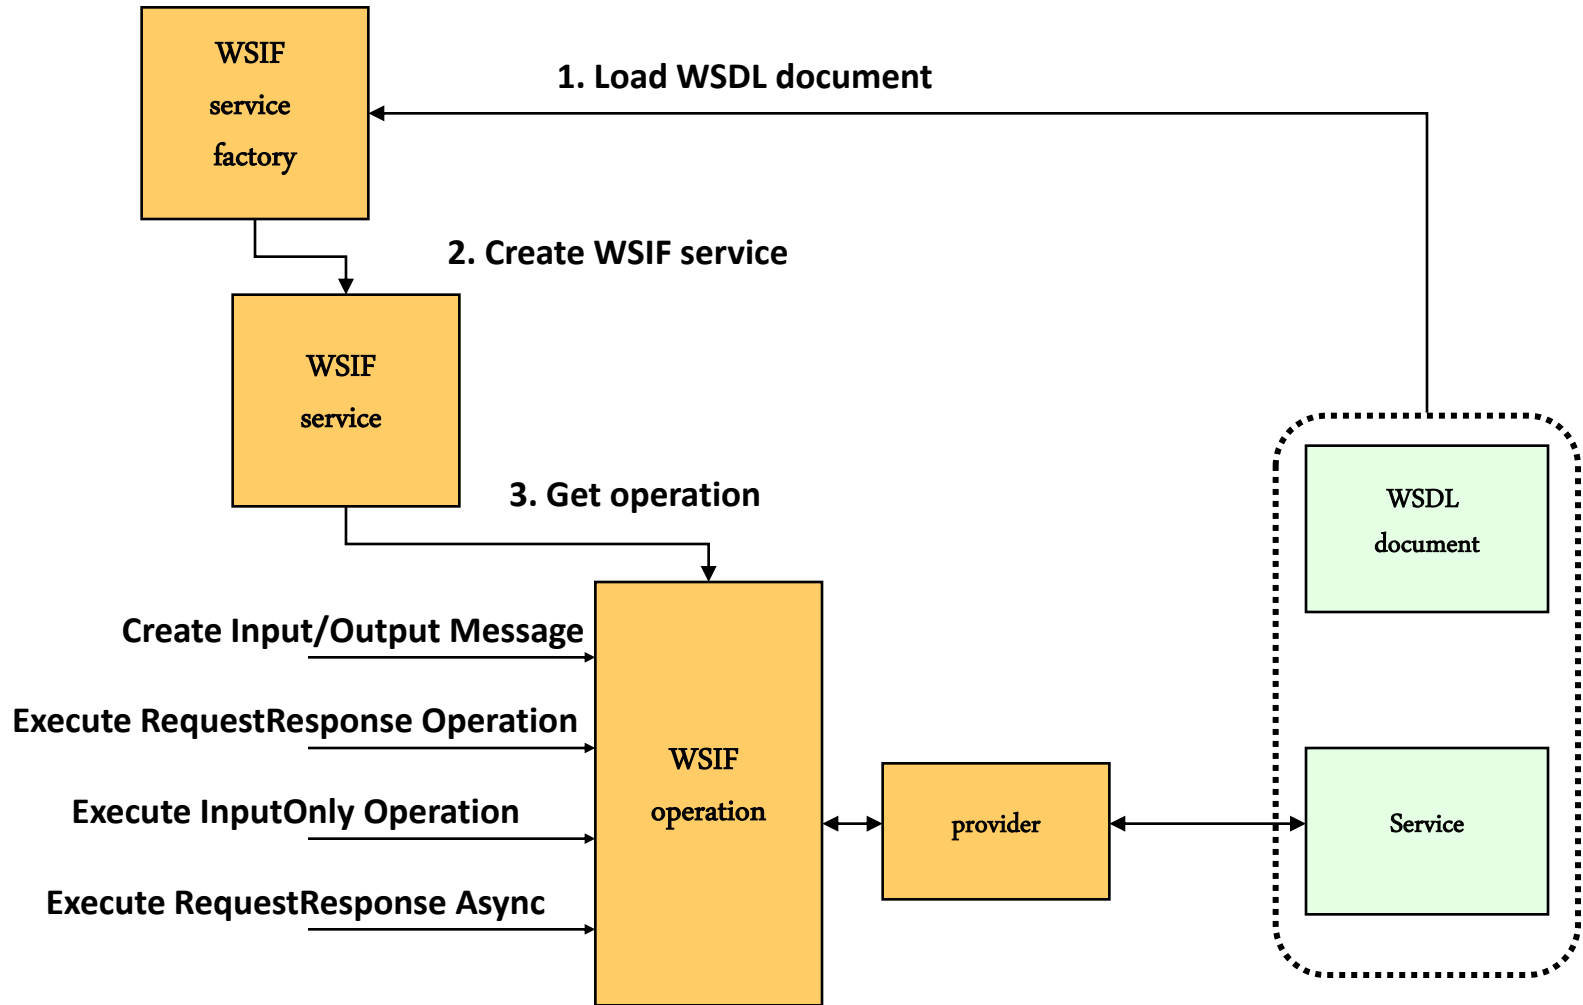 WSIF
service
factory
1. Load WSDL document
2. Create WSIF service
WSIF
service
3. Get operation
WSDL
document
Create Input/Output Message
Execute RequestResponse Operation
Execute InputOnly Operation
Execute RequestResponse Async
WSIF
operation
provider
Service